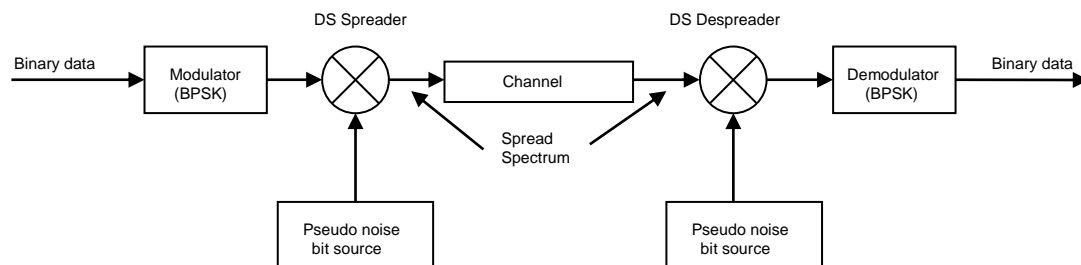 DS Spreader
DS Despreader
Binary data
Modulator
(BPSK)
Channel
Demodulator
(BPSK)
Binary data
Spread
Spectrum
Pseudo noise
bit source
Pseudo noise
bit source